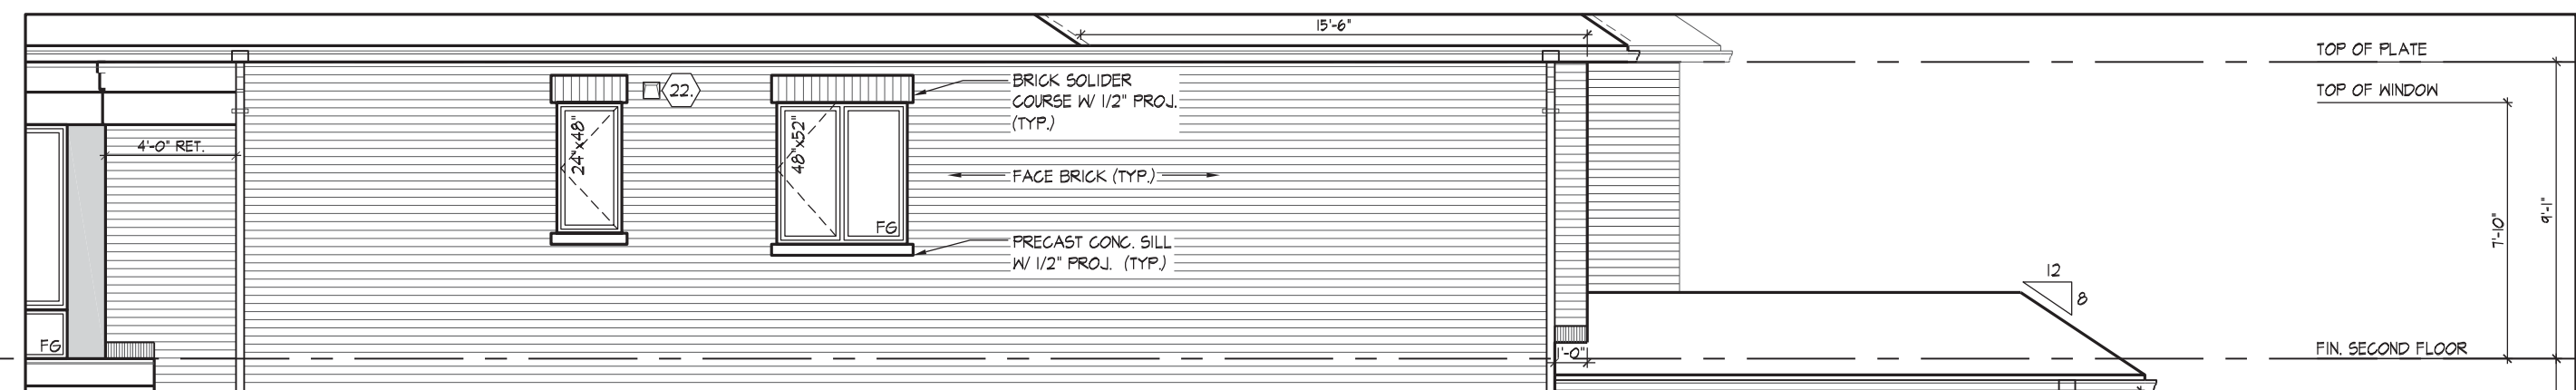 15'-6"
TOP OF PLATE
BRICK SOLIDER
COURSE W/ 1/2" PROJ.
(TYP.)
22.
TOP OF WINDOW
24"x48"
48"x52"
4'-0" RET.
FACE BRICK (TYP.)
9'-1"
7'-10"
FG
PRECAST CONC. SILL
W/ 1/2" PROJ. (TYP.)
12
8
FG
1'-0"
FIN. SECOND FLOOR